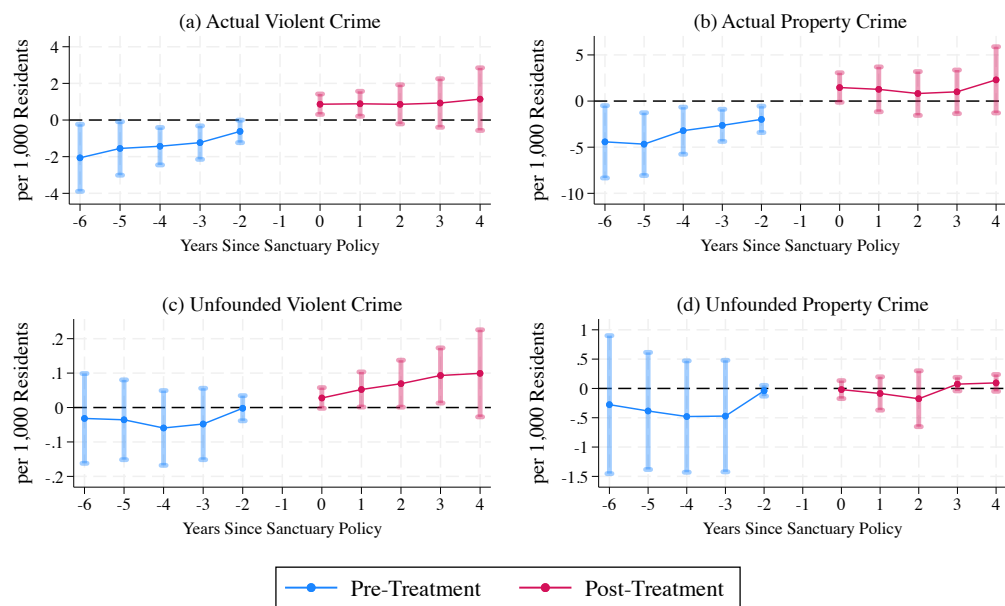 (a) Actual Violent Crime
per 1,000 Residents
4
2
0
-2
-4
-6 -5 -4 -3 -2 -1 0 1 2 3 4
Years Since Sanctuary Policy
(b) Actual Property Crime
per 1,000 Residents
5
0
-5
-10
-6 -5 -4 -3 -2 -1 0 1 2 3 4
Years Since Sanctuary Policy
(c) Unfounded Violent Crime
per 1,000 Residents
.2
.1
0
-.1
-.2
-6 -5 -4 -3 -2 -1 0 1 2 3 4
Years Since Sanctuary Policy
(d) Unfounded Property Crime
per 1,000 Residents
1
.5
0
-.5
-1
-1.5
-6 -5 -4 -3 -2 -1 0 1 2 3 4
Years Since Sanctuary Policy
Pre-Treatment Post-Treatment